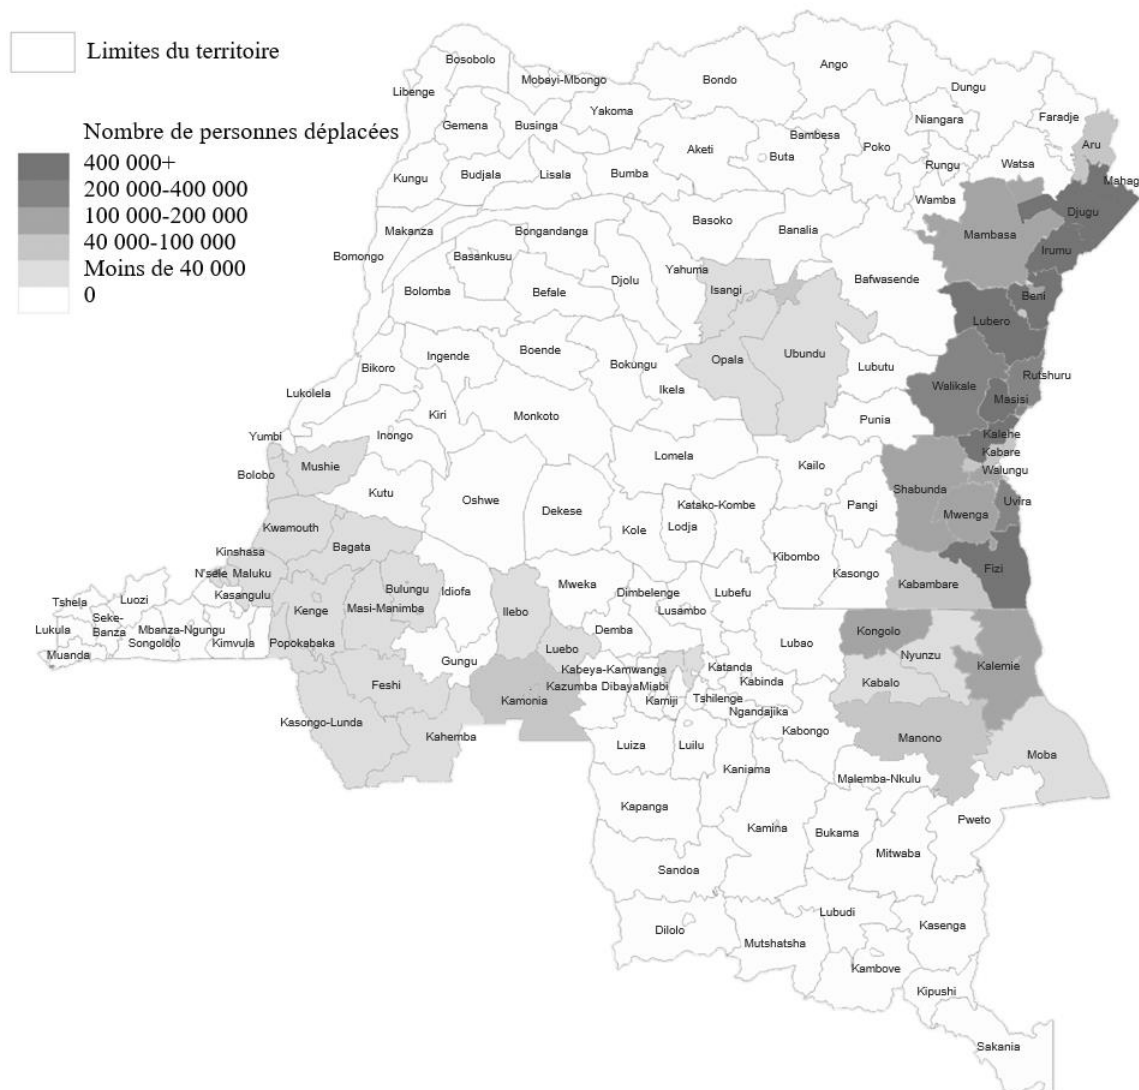 Limites du territoire
Nombre de personnes déplacées
400 000+
200 000-400 000
100 000-200 000
40 000-100 000
Moins de 40 000
0
Bosobolo
Mobayi-Mbongo
Bondo
Ango
Dungu
Libenge
Yakoma
Faradje
Gemena
Businga
Niangara
Bambesa
Aru
Aketi
Buta
Poko
Rungu
Watsa
Kungu
Budjala
Lisala
Bumba
Mahag
Wamba
Djugu
Makanza
Bongandanga
Basoko
Banalia
Mambasa
Irumu
Bomongo
Basankusu
Yahuma
Bolomba
Befale
Djolu
Isangi
Bafwasende
Beni
Lubero
Boende
Ingende
Bikoro
Bokungu
Opala
Ubundu
Lubutu
Rutshuru
Walikale
Masisi
Lukolela
Kiri
Monkoto
Ikela
Punia
Kalehe
Yumbi
Inongo
Kabare
Bolobo
Mushie
Lomela
Kailo
Walungu
Kutu
Oshwe
Dekese
Katako-Kombe
Shabunda
Uvira
Kwamouth
Kole
Lodja
Pangi
Mwenga
Kinshasa
Bagata
N'sele
Maluku
Kibombo
Kasongo
Fizi
Kasangulu
Bulungu
Idiofa
Mweka
Dimbelenge
Lubefu
Kabambare
Tshela
Luozi
Kenge
Masi-Manimba
Ilebo
Lusambo
Seke-Banza
Lukula
Mbanza-Ngungu
Songololo
Kimvula
Popokabaka
Demba
Kongolo
Muanda
Gungu
Luebo
Lubao
Nyunzu
Kalemie
Feshi
Kabeya-Kamwanga
Katanda
Kabinda
Kabalo
Kamonia
Kazumba
Dibaya
Miabi
Kamiji
Tshilenge
Ngandajika
Kasongo-Lunda
Kahemba
Luiza
Luilu
Kabongo
Manono
Moba
Kaniama
Malemba-Nkulu
Kapanga
Kamina
Bukama
Mitwaba
Pweto
Sandoa
Dilolo
Lubudi
Kasenga
Mutshatsha
Kambove
Kipushi
Sakania